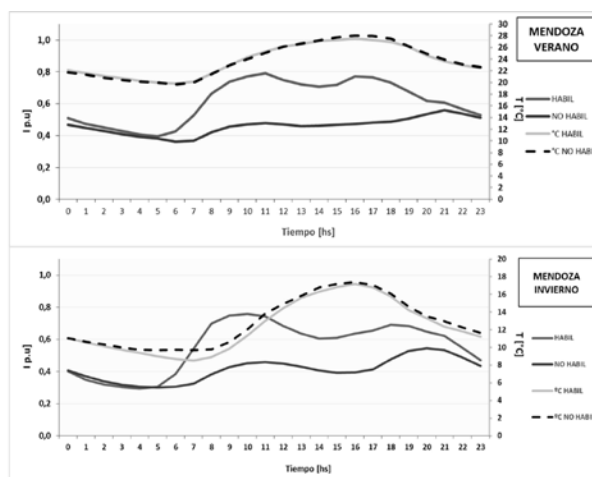 MENDOZA
VERANO
1,0
0,8
0,6
0,4
0,2
0,0
I p.u
30
28
26
24
22
20
18
16
14
12
10
8
6
4
2
0
T [°C]
0 1 2 3 4 5 6 7 8 9 10 11 12 13 14 15 16 17 18 19 20 21 22 23
Tiempo [hs]
HABIL
NO HABIL
°C HABIL
°C NO HABIL
MENDOZA
INVIERNO
1,0
0,8
0,6
0,4
0,2
0,0
I p.u]
20
18
16
14
12
10
8
6
4
2
0
T [°C]
0 1 2 3 4 5 6 7 8 9 10 11 12 13 14 15 16 17 18 19 20 21 22 23
Tiempo [hs]
HABIL
NO HABIL
ºC HABIL
ºC NO HABIL